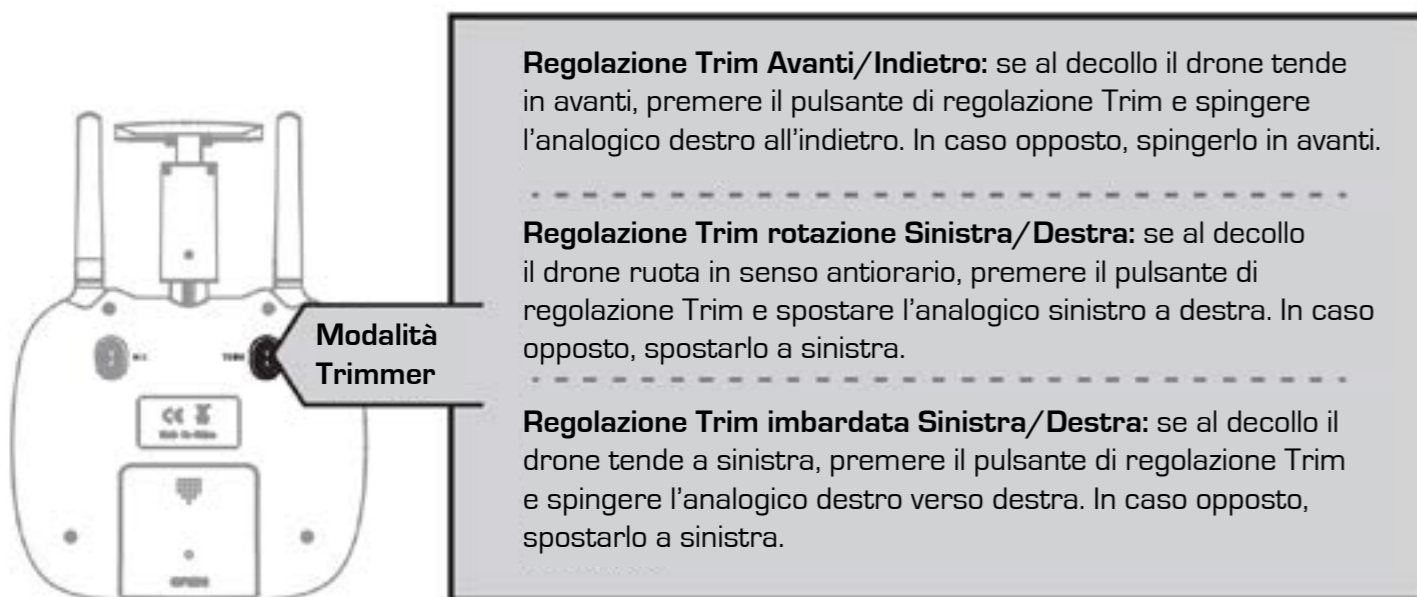 Regolazione Trim Avanti/Indietro: se al decollo il drone tende
in avanti, premere il pulsante di regolazione Trim e spingere
l'analogico destro all'indietro. In caso opposto, spingerlo in avanti.
Regolazione Trim rotazione Sinistra/Destra: se al decollo
il drone ruota in senso antiorario, premere il pulsante di
regolazione Trim e spostare l'analogico sinistro a destra. In caso
opposto, spostarlo a sinistra.
Modalità
Trimmer
TRIM
CE
Regolazione Trim imbardata Sinistra/Destra: se al decollo il
drone tende a sinistra, premere il pulsante di regolazione Trim
e spingere l'analogico destro verso destra. In caso opposto,
spostarlo a sinistra.
OPEN